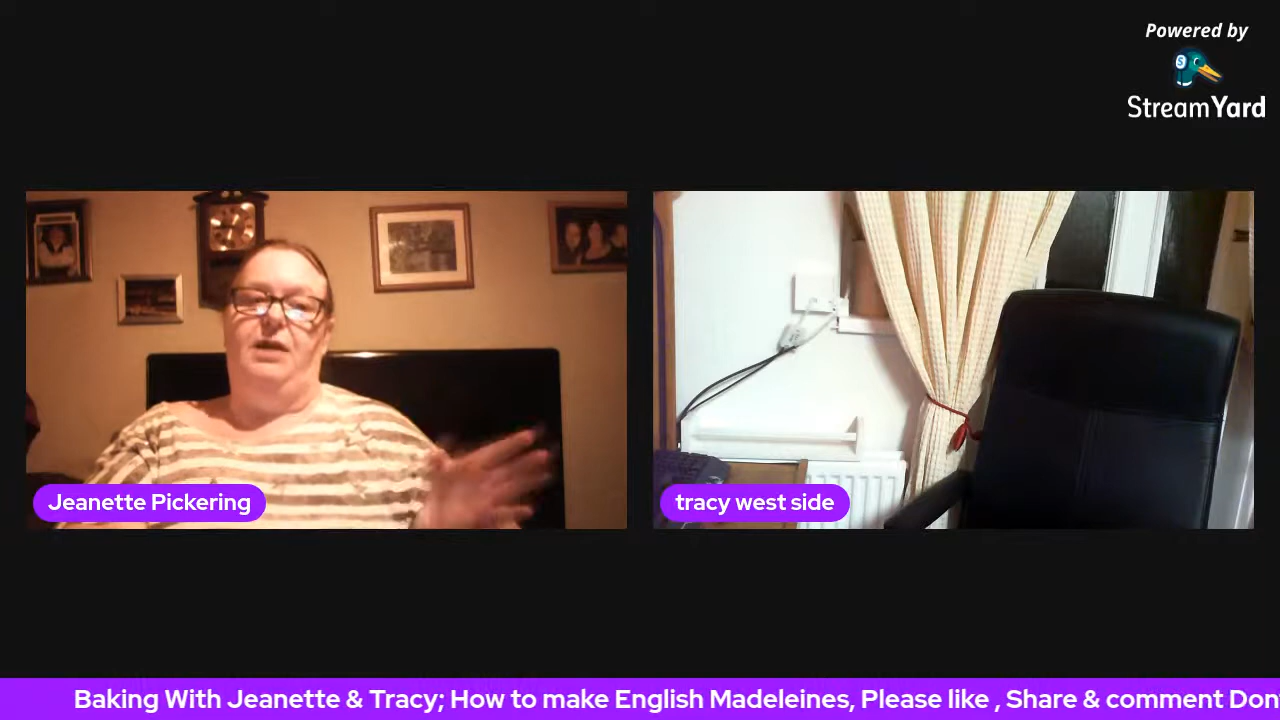 Powered by
StreamYard
Jeanette Pickering
tracy west side
Baking With Jeanette & Tracy; How to make English Madeleines, Please like , Share & comment Don